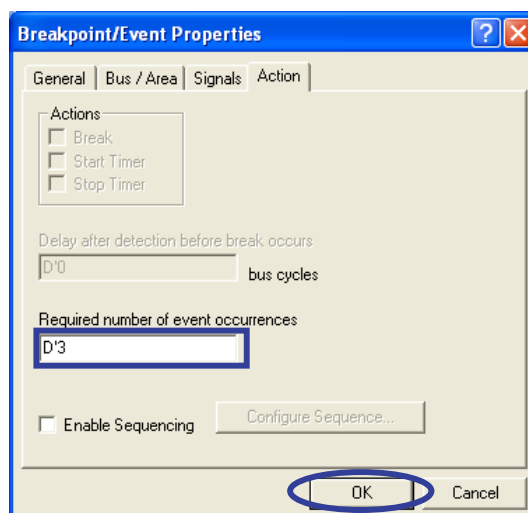 Breakpoint/Event Properties
General Bus / Area Signals Action
Actions
Break
Start Timer
Stop Timer
Delay after detection before break occurs
D'0 bus cycles
Required number of event occurrences
D'3
Enable Sequencing Configure Sequence...
OK Cancel